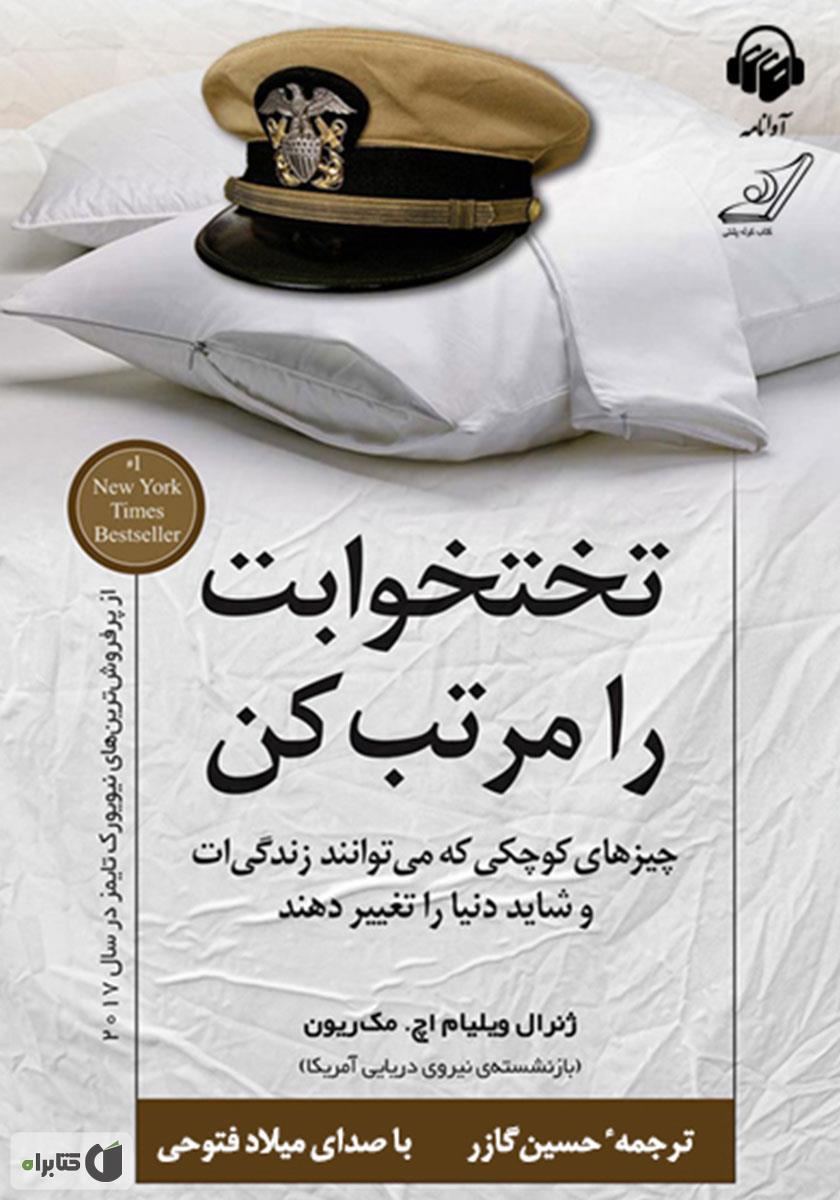 آوانامه
کتاب کوله پشتی
#1
New York
Times
Bestseller
از پرفروش‌ترین‌های نیویورک تایمز در سال ۲۰۱۷
تختخوابت
را مرتب کن
چیزهای کوچکی که می‌توانند زندگی‌ات
و شاید دنیا را تغییر دهند
ژنرال ویلیام اچ. مک‌ریون
(بازنشسته‌ی نیروی دریایی آمریکا)
ترجمهٔ حسین گازر    با صدای میلاد فتوحی
کتابراه